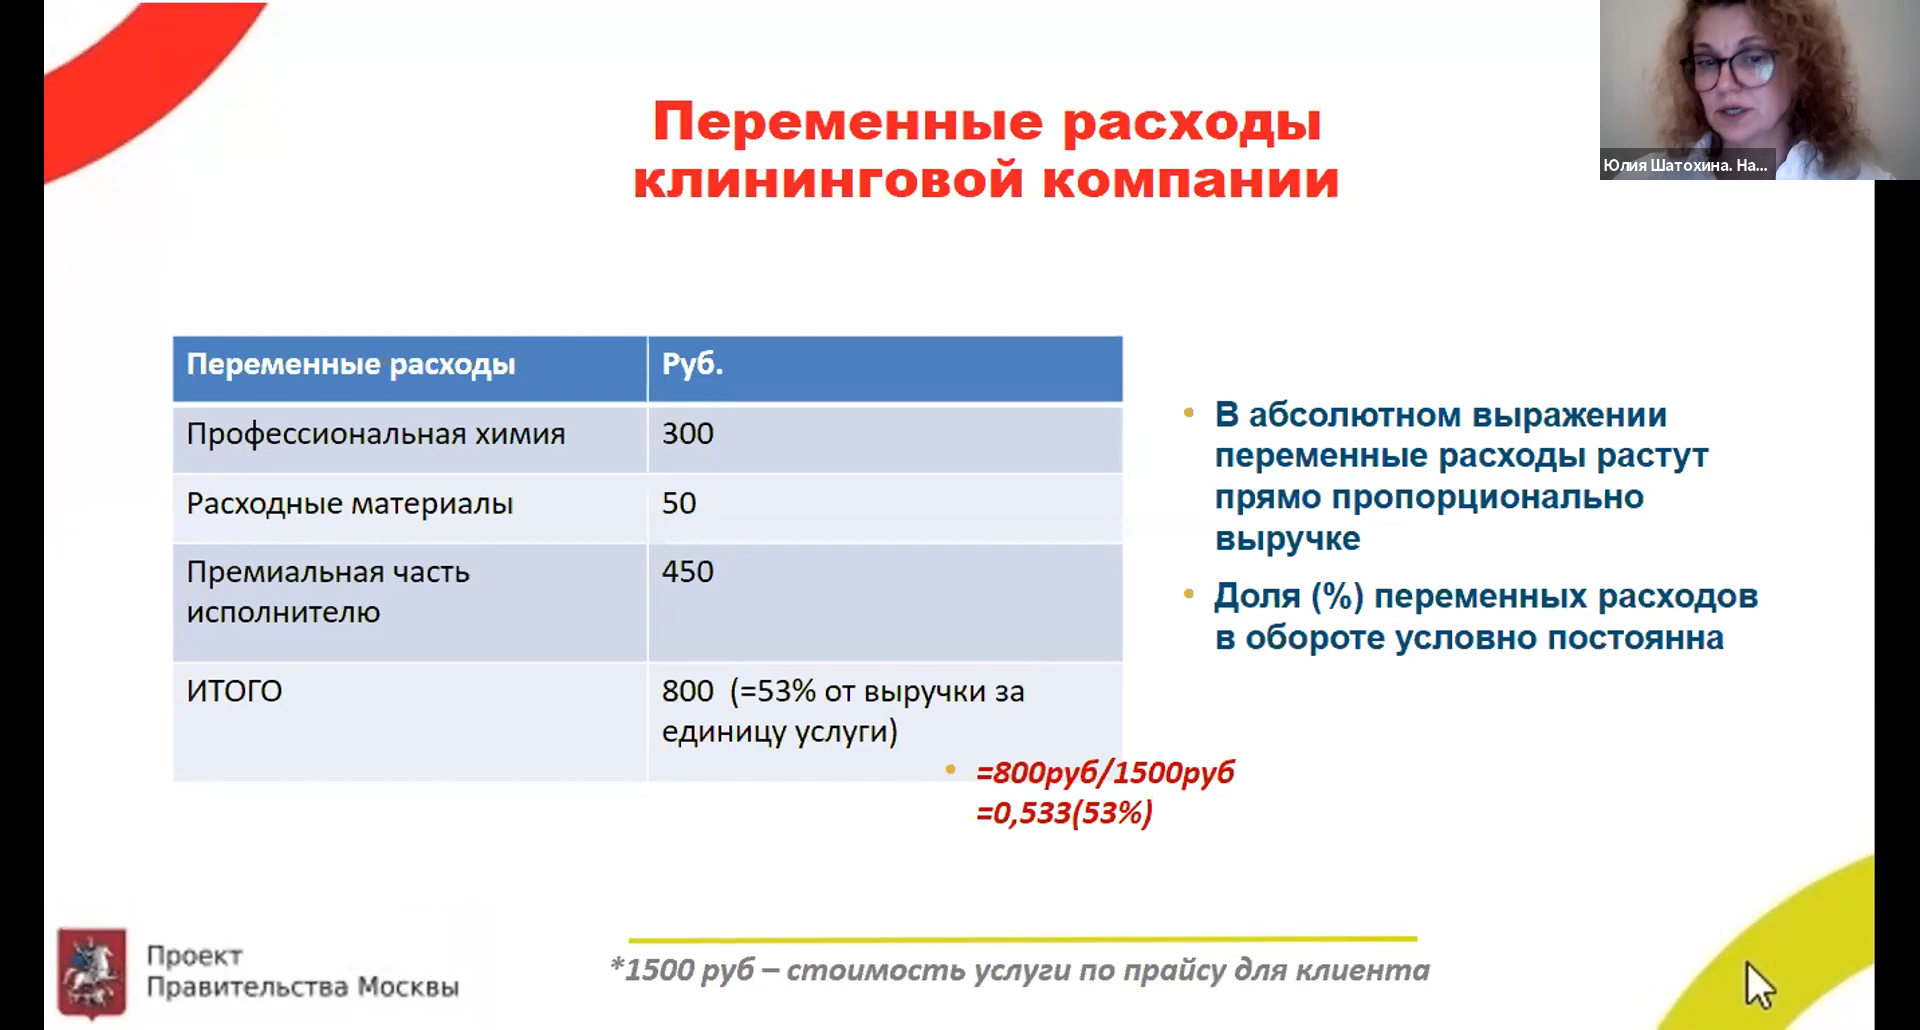 Переменные расходы
клининговой компании
Юлия Шатохина. На...
Переменные расходы
Руб.
Профессиональная химия
300
Расходные материалы
50
Премиальная часть
исполнителю
450
ИТОГО
800 (=53% от выручки за
единицу услуги)
• =800руб/1500руб
=0,533(53%)
• В абсолютном выражении
переменные расходы растут
прямо пропорционально
выручке
• Доля (%) переменных расходов
в обороте условно постоянна
Проект
Правительства Москвы
*1500 руб – стоимость услуги по прайсу для клиента